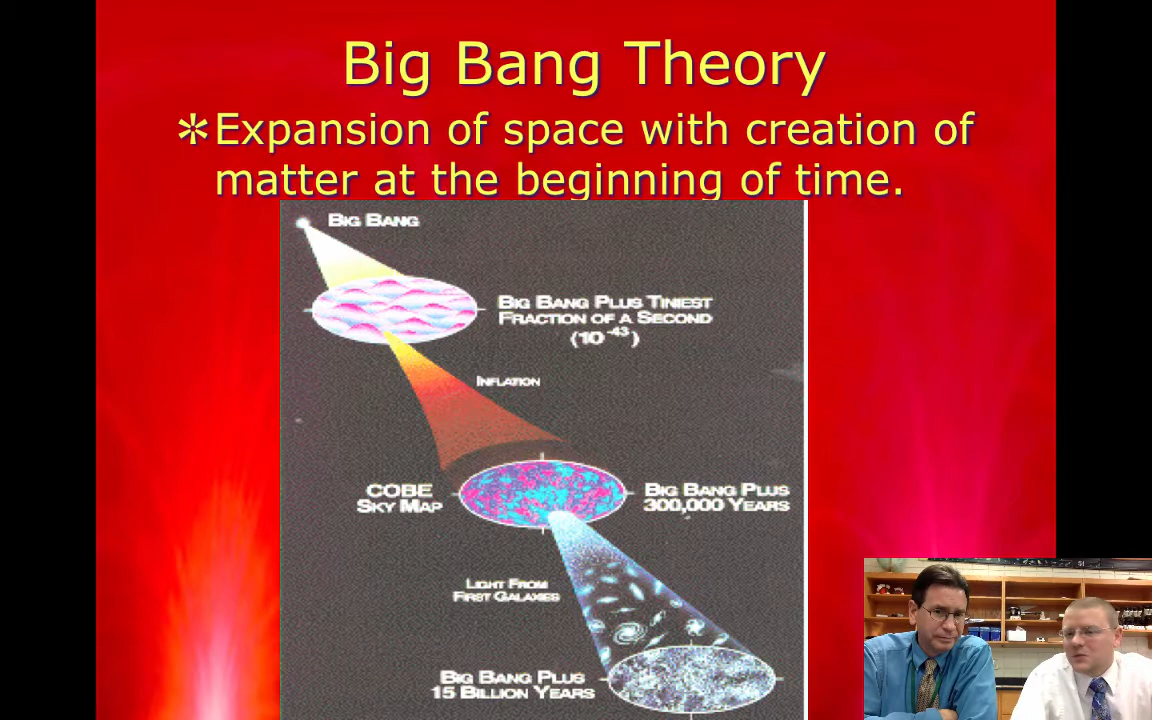 Big Bang Theory
✻Expansion of space with creation of
matter at the beginning of time.
BIG BANG
BIG BANG PLUS TINIEST
FRACTION OF A SECOND
(10⁻⁴³)
INFLATION
COBE
SKY MAP
BIG BANG PLUS
300,000 YEARS
LIGHT FROM
FIRST GALAXIES
BIG BANG PLUS
15 BILLION YEARS